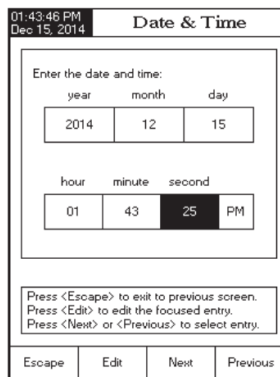 01:43:46 PM
Dec 15, 2014
Date & Time
Enter the date and time:
year month day
2014 12 15
hour minute second
01 43 25 PM
Press <Escape> to exit to previous screen.
Press <Edit> to edit the focused entry.
Press <Next> or <Previous> to select entry.
Escape Edit Next Previous